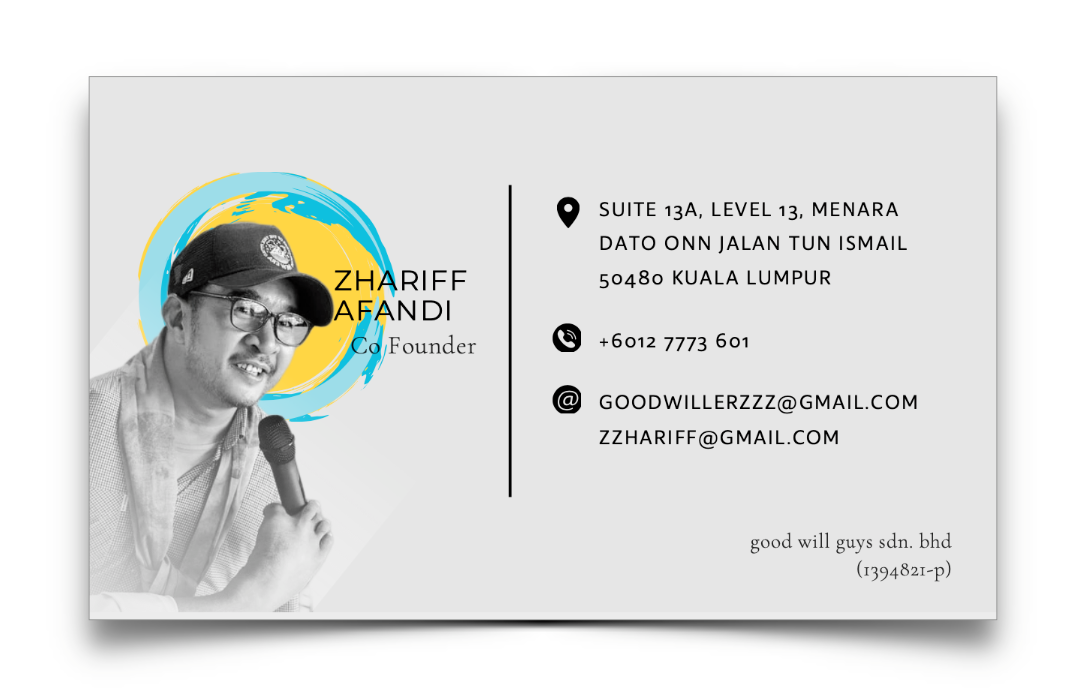 ZHARIFF
AFANDI
Co Founder
SUITE 13A, LEVEL 13, MENARA
DATO ONN JALAN TUN ISMAIL
50480 KUALA LUMPUR
+6012 7773 601
GOODWILLERZZZ@GMAIL.COM
ZZHARIFF@GMAIL.COM
good will guys sdn. bhd
(1394821-p)